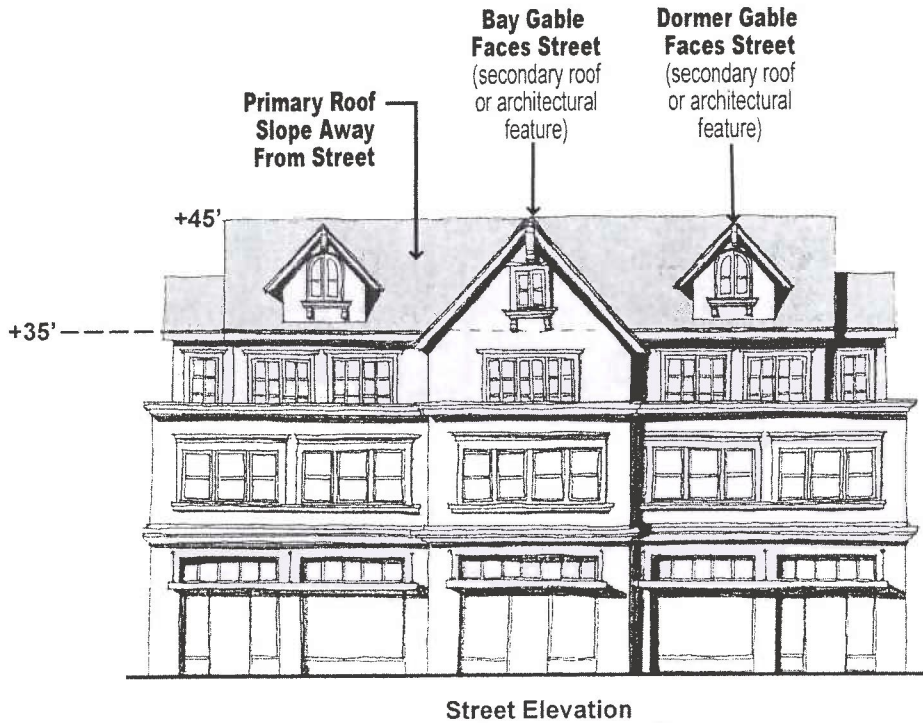 Bay Gable
Faces Street
(secondary roof
or architectural
feature)
Dormer Gable
Faces Street
(secondary roof
or architectural
feature)
Primary Roof
Slope Away
From Street
+45'
+35'
Street Elevation